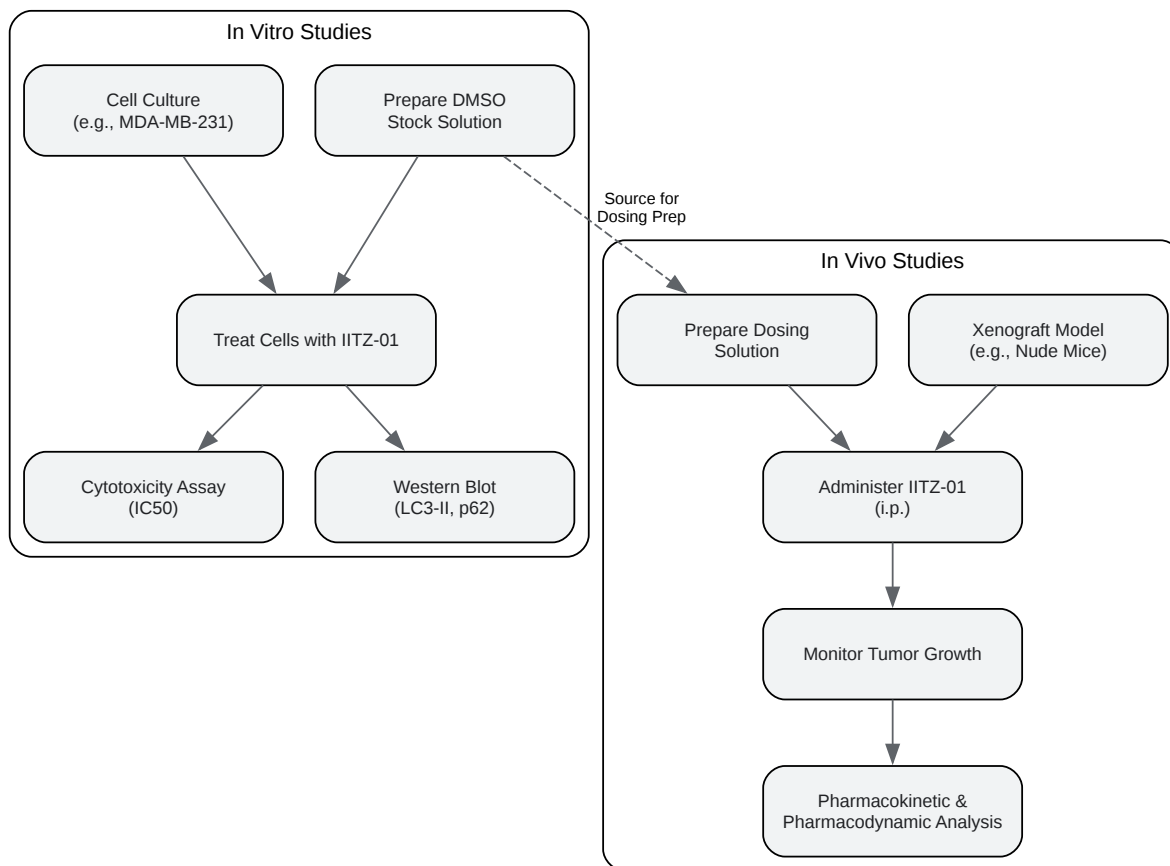 In Vitro Studies
Cell Culture
(e.g., MDA-MB-231)
Prepare DMSO
Stock Solution
Treat Cells with IITZ-01
Cytotoxicity Assay
(IC50)
Western Blot
(LC3-II, p62)
Source for
Dosing Prep
In Vivo Studies
Prepare Dosing
Solution
Xenograft Model
(e.g., Nude Mice)
Administer IITZ-01
(i.p.)
Monitor Tumor Growth
Pharmacokinetic &
Pharmacodynamic Analysis